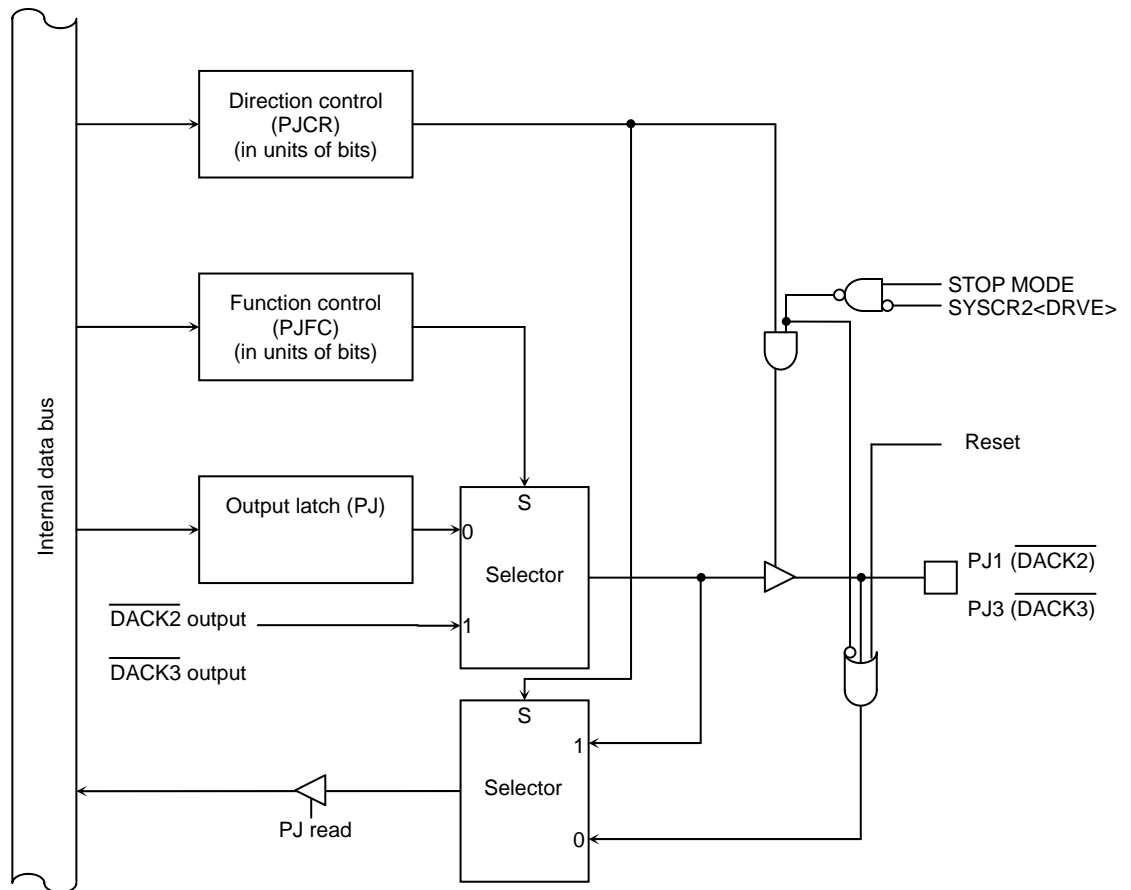 Direction control
(PJCR)
(in units of bits)
Function control
(PJFC)
(in units of bits)
STOP MODE
SYSCR2<DRVE>
Internal data bus
Reset
Output latch (PJ)
S
0
Selector
1
PJ1 (DACK2)
PJ3 (DACK3)
DACK2 output
DACK3 output
S
1
Selector
0
PJ read